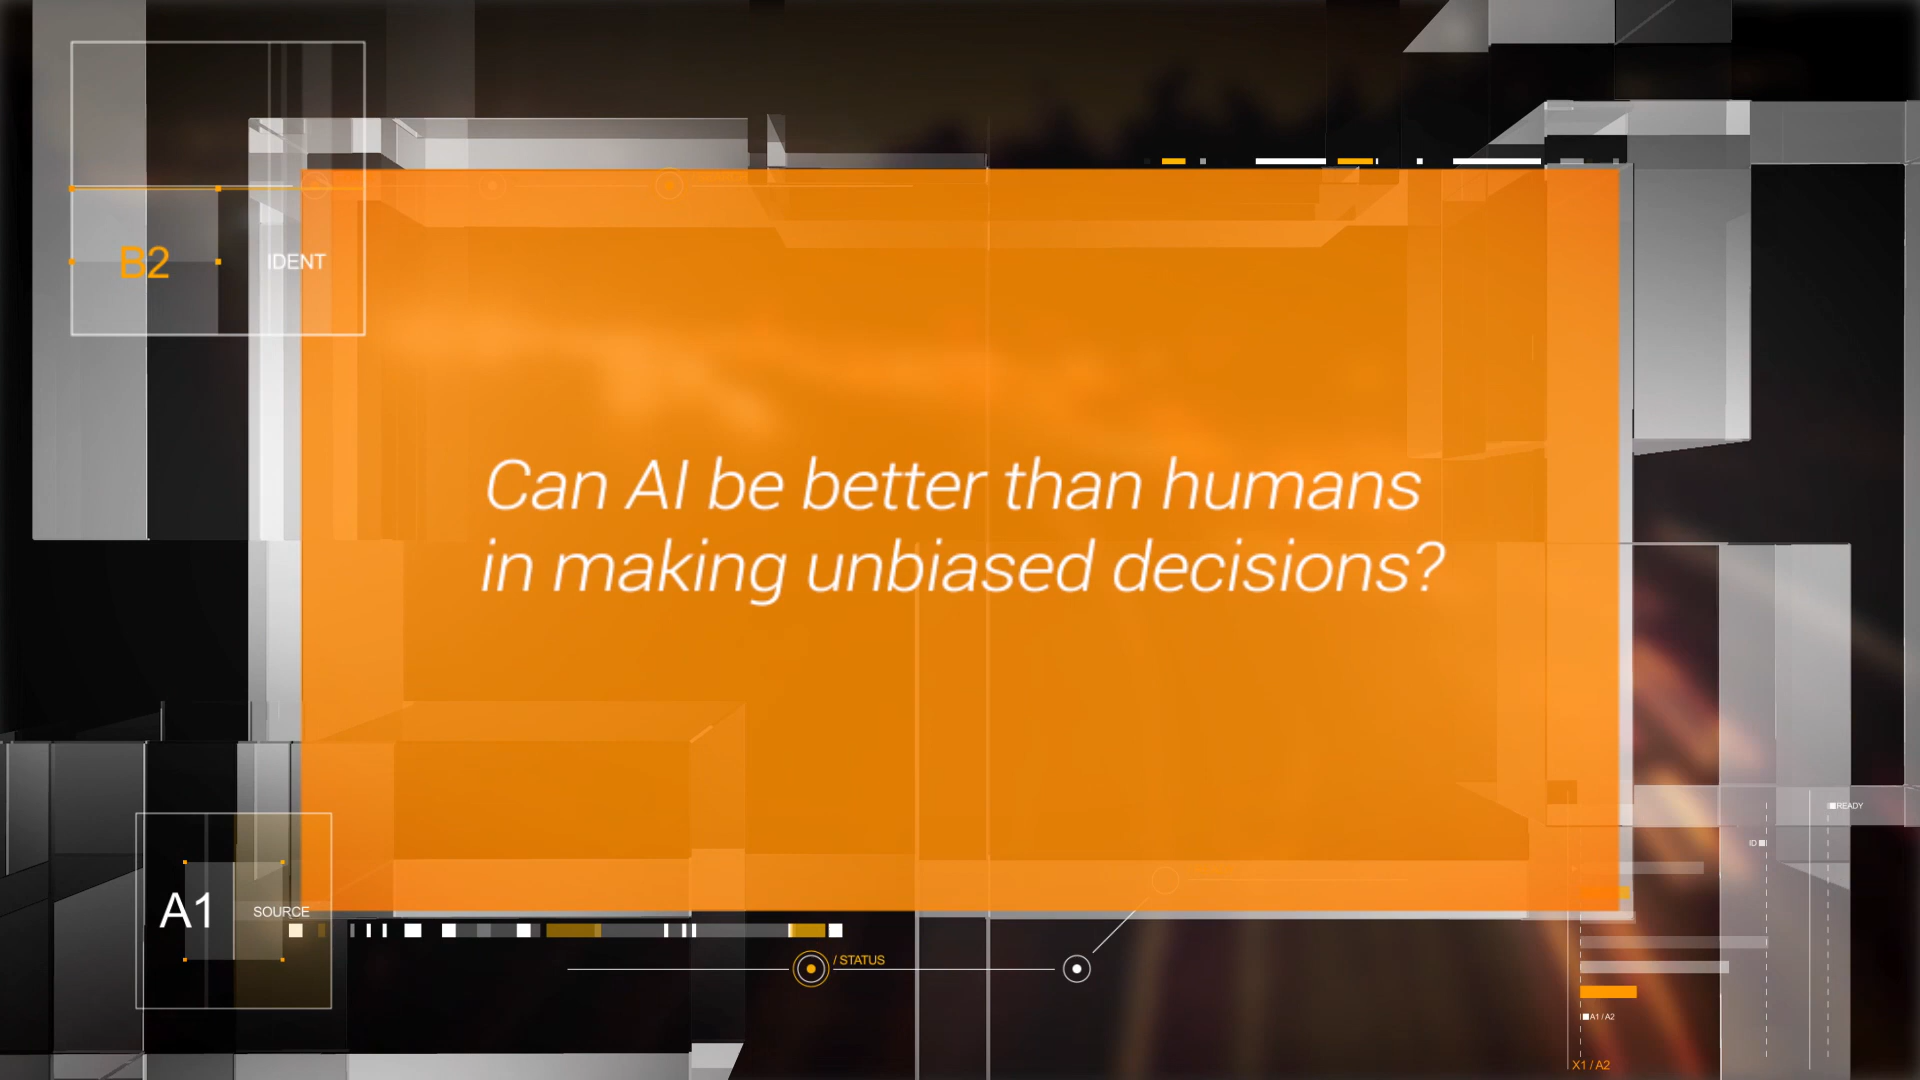 B2
IDENT
Can AI be better than humans
in making unbiased decisions?
READY
ID
A1
SOURCE
/ STATUS
A1 / A2
X1 / A2